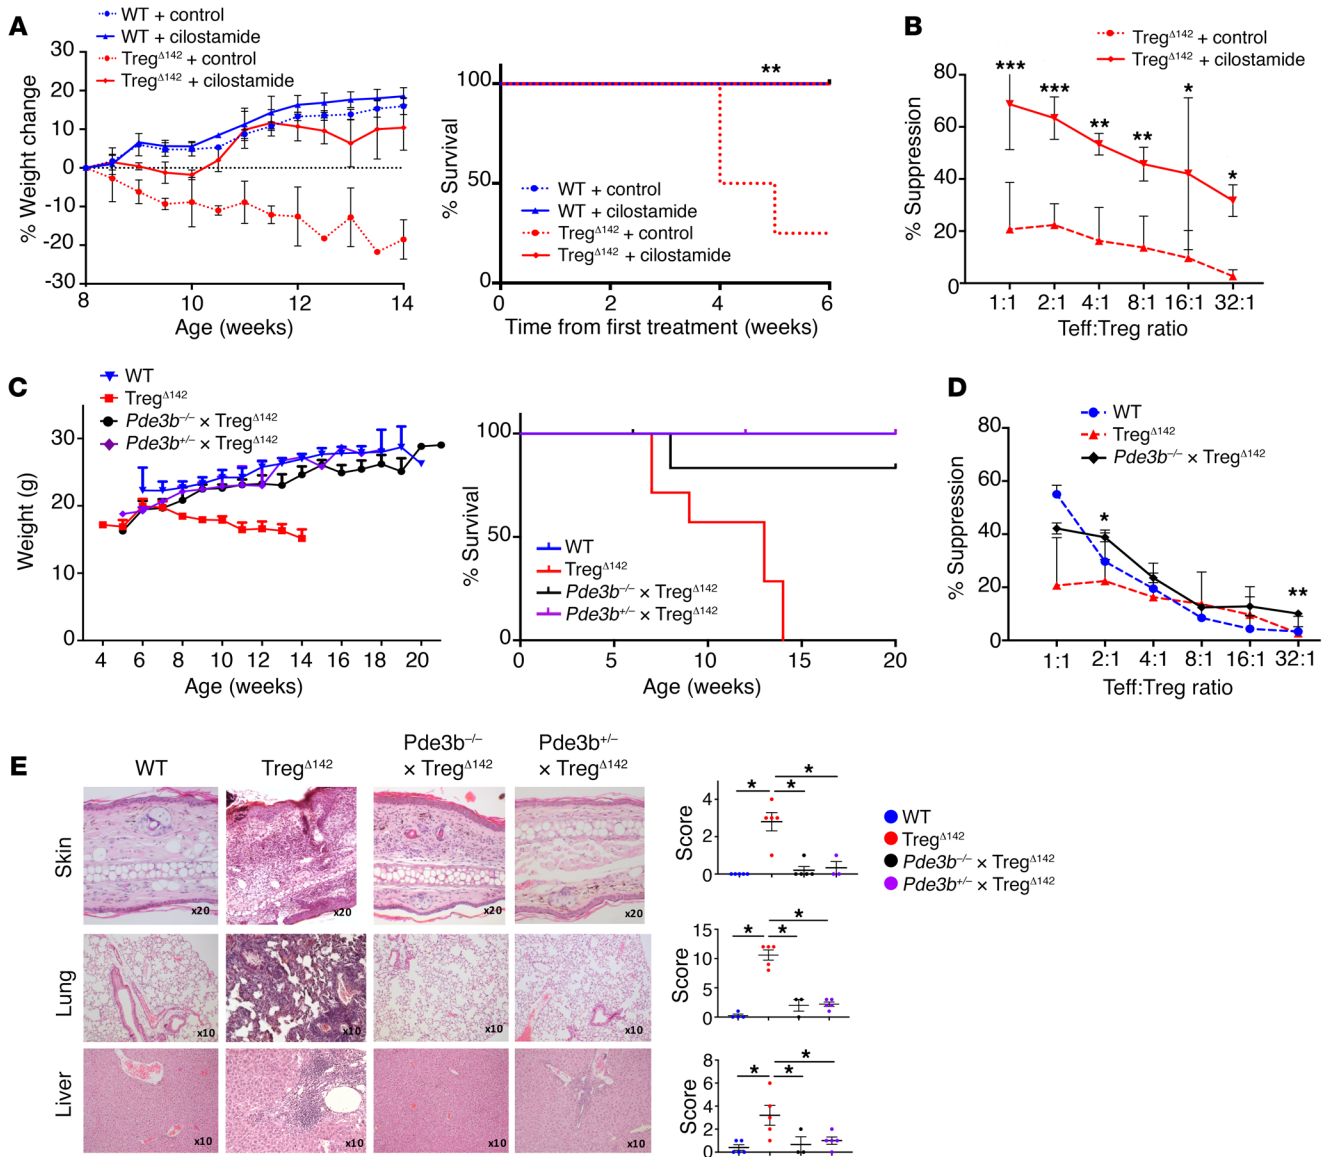 A
WT + control
WT + cilostamide
Treg^Δ142 + control
Treg^Δ142 + cilostamide
% Weight change
30
20
10
0
-10
-20
-30
8 10 12 14
Age (weeks)
**
% Survival
100
50
0
WT + control
WT + cilostamide
Treg^Δ142 + control
Treg^Δ142 + cilostamide
0 2 4 6
Time from first treatment (weeks)
B
Treg^Δ142 + control
Treg^Δ142 + cilostamide
% Suppression
80
60
40
20
0
*** *** ** ** * *
1:1 2:1 4:1 8:1 16:1 32:1
Teff:Treg ratio
C
WT
Treg^Δ142
Pde3b^–/– × Treg^Δ142
Pde3b^+/– × Treg^Δ142
Weight (g)
30
20
10
0
4 6 8 10 12 14 16 18 20
Age (weeks)
% Survival
100
50
0
WT
Treg^Δ142
Pde3b^–/– × Treg^Δ142
Pde3b^+/– × Treg^Δ142
0 5 10 15 20
Age (weeks)
D
WT
Treg^Δ142
Pde3b^–/– × Treg^Δ142
% Suppression
80
60
40
20
0
* **
1:1 2:1 4:1 8:1 16:1 32:1
Teff:Treg ratio
E
WT
Treg^Δ142
Pde3b^–/–
× Treg^Δ142
Pde3b^+/–
× Treg^Δ142
Skin
x20 x20 x20 x20
Lung
x10 x10 x10 x10
Liver
x10 x10 x10 x10
Score
4
2
0
* * *
Score
15
10
5
0
* * *
Score
8
6
4
2
0
* * *
WT
Treg^Δ142
Pde3b^–/– × Treg^Δ142
Pde3b^+/– × Treg^Δ142